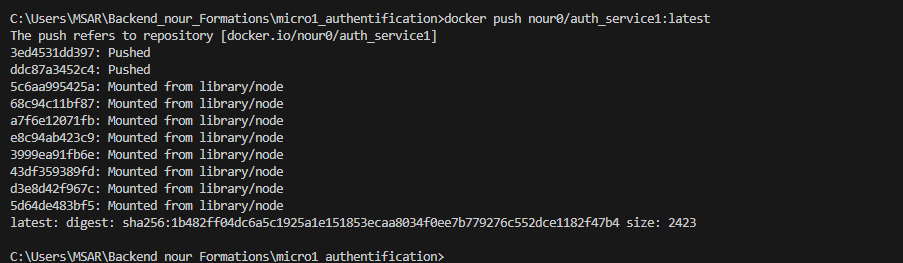 C:\Users\MSAR\Backend_nour_Formations\micro1_authentification>docker push nour0/auth_service1:latest
The push refers to repository [docker.io/nour0/auth_service1]
3ed4531dd397: Pushed
ddc87a3452c4: Pushed
5c6aa995425a: Mounted from library/node
68c94c11bf87: Mounted from library/node
a7f6e12071fb: Mounted from library/node
e8c94ab423c9: Mounted from library/node
3999ea91fb6e: Mounted from library/node
43df359389fd: Mounted from library/node
d3e8d42f967c: Mounted from library/node
5d64de483bf5: Mounted from library/node
latest: digest: sha256:1b482ff04dc6a5c1925a1e151853ecaa8034f0ee7b779276c552dce1182f47b4 size: 2423
C:\Users\MSAR\Backend_nour_Formations\micro1_authentification>